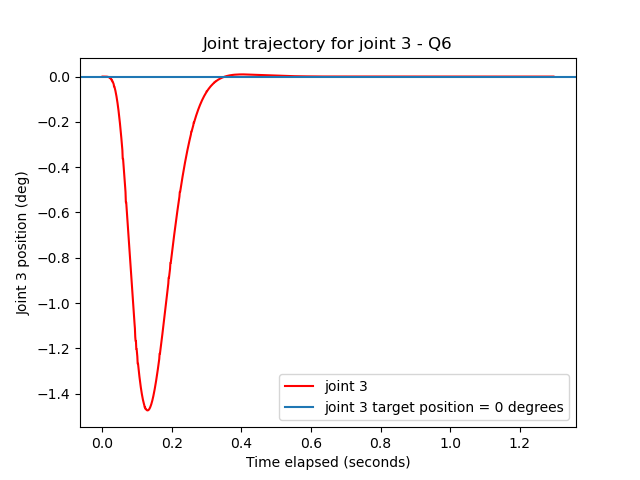 Joint trajectory for joint 3 - Q6
0.0
−0.2
−0.4
−0.6
−0.8
−1.0
−1.2
−1.4
Joint 3 position (deg)
joint 3
joint 3 target position = 0 degrees
0.0 0.2 0.4 0.6 0.8 1.0 1.2
Time elapsed (seconds)